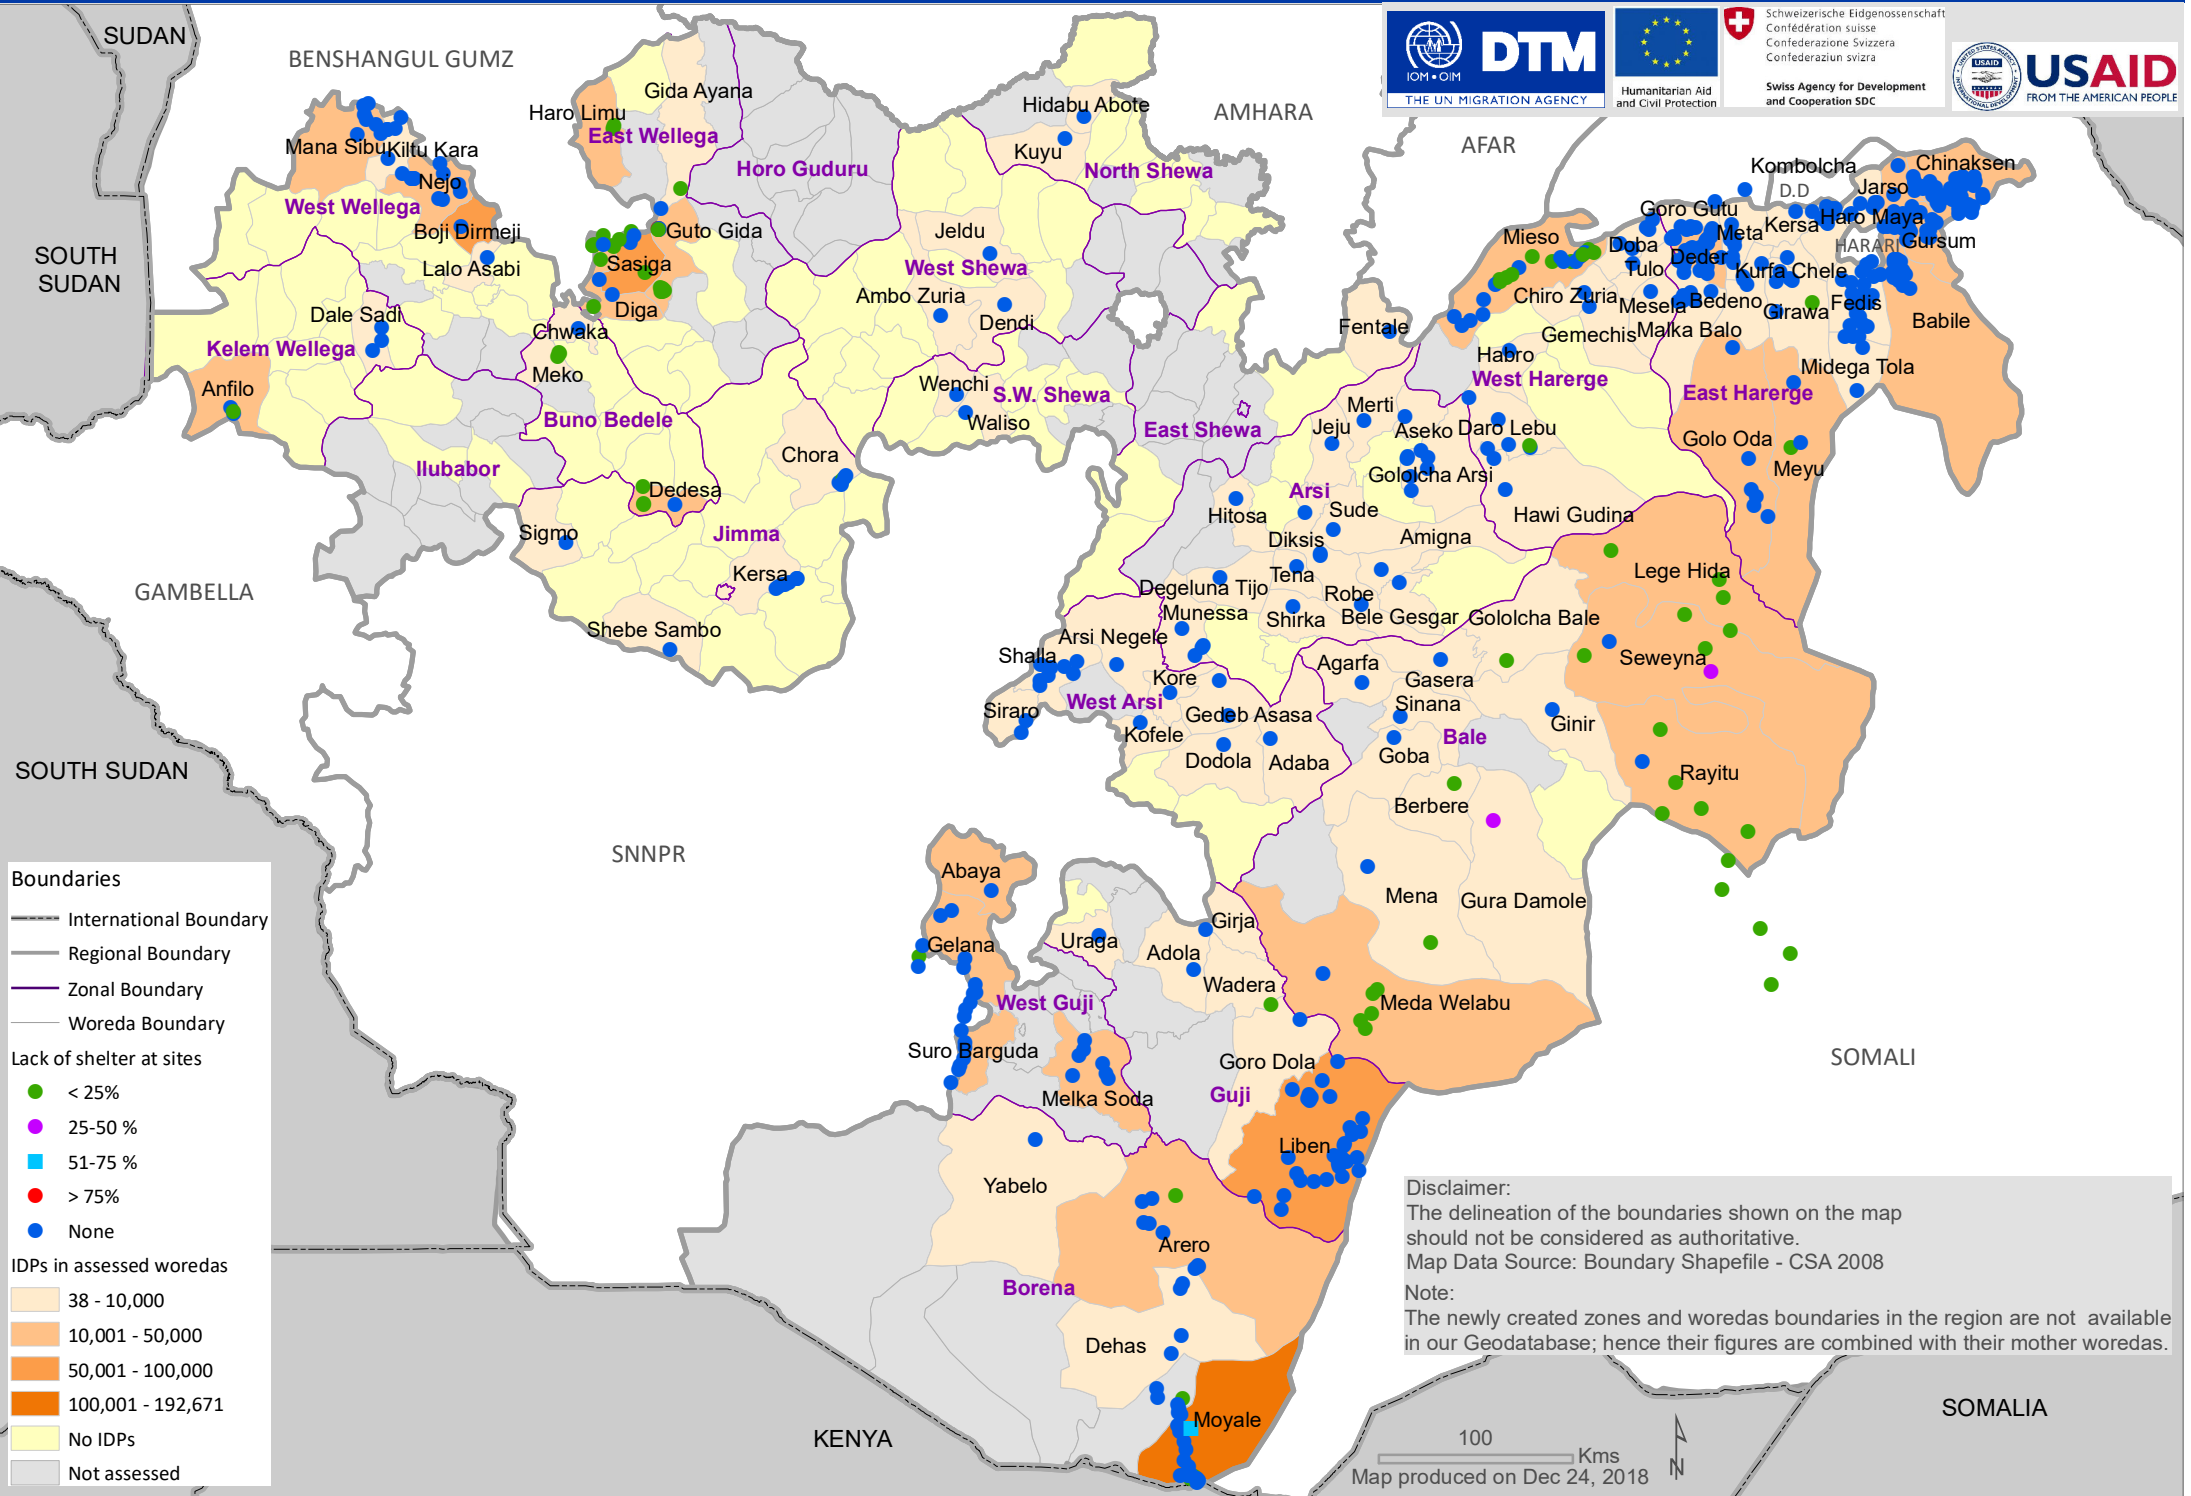 SUDAN
BENSHANGUL GUMZ
AMHARA
AFAR
IOM • OIM
DTM
THE UN MIGRATION AGENCY
Humanitarian Aid
and Civil Protection
Schweizerische Eidgenossenschaft
Confédération suisse
Confederazione Svizzera
Confederaziun svizra
Swiss Agency for Development
and Cooperation SDC
USAID
USAID
FROM THE AMERICAN PEOPLE
Gida Ayana
Haro Limu
East Wellega
Hidabu Abote
Kuyu
North Shewa
Horo Guduru
Mana Sibu
Kiltu Kara
Nejo
West Wellega
Boji Dirmeji
Lalo Asabi
Guto Gida
Sasiga
Diga
Jeldu
West Shewa
Ambo Zuria
Dendi
Kombolcha
D.D
Chinaksen
Jarso
Goro Gutu
Meta
Kersa
Haro Maya
HARARI
Gursum
Mieso
Doba
Tulo
Deder
Kurfa Chele
Chiro Zuria
Mesela
Bedeno
Girawa
Fedis
Babile
Gemechis
Malka Balo
Midega Tola
Fentale
Habro
West Harerge
East Harerge
SOUTH
SUDAN
Dale Sadi
Kelem Wellega
Anfilo
Chwaka
Meko
Buno Bedele
Wenchi
S.W. Shewa
Waliso
East Shewa
Merti
Jeju
Aseko
Daro Lebu
Gololcha Arsi
Golo Oda
Meyu
Ilubabor
Chora
Dedesa
Sigmo
Jimma
Kersa
Shebe Sambo
Arsi
Hitosa
Sude
Diksis
Amigna
Hawi Gudina
Tena
Degeluna Tijo
Robe
Munessa
Shirka
Bele Gesgar
Gololcha Bale
Lege Hida
Seweyna
GAMBELLA
Arsi Negele
Shalla
Kore
West Arsi
Siraro
Kofele
Gedeb Asasa
Dodola
Adaba
Agarfa
Gasera
Sinana
Bale
Goba
Ginir
Rayitu
Berbere
SOUTH SUDAN
SNNPR
Mena
Gura Damole
Abaya
Gelana
Uraga
Girja
Adola
Wadera
Meda Welabu
West Guji
Suro Barguda
Melka Soda
Goro Dola
Guji
Liben
SOMALI
Yabelo
Arero
Borena
Dehas
Moyale
KENYA
SOMALIA
Boundaries
International Boundary
Regional Boundary
Zonal Boundary
Woreda Boundary
Lack of shelter at sites
< 25%
25-50 %
51-75 %
> 75%
None
IDPs in assessed woredas
38 - 10,000
10,001 - 50,000
50,001 - 100,000
100,001 - 192,671
No IDPs
Not assessed
Disclaimer:
The delineation of the boundaries shown on the map
should not be considered as authoritative.
Map Data Source: Boundary Shapefile - CSA 2008
Note:
The newly created zones and woredas boundaries in the region are not available
in our Geodatabase; hence their figures are combined with their mother woredas.
100
Kms
N
Map produced on Dec 24, 2018